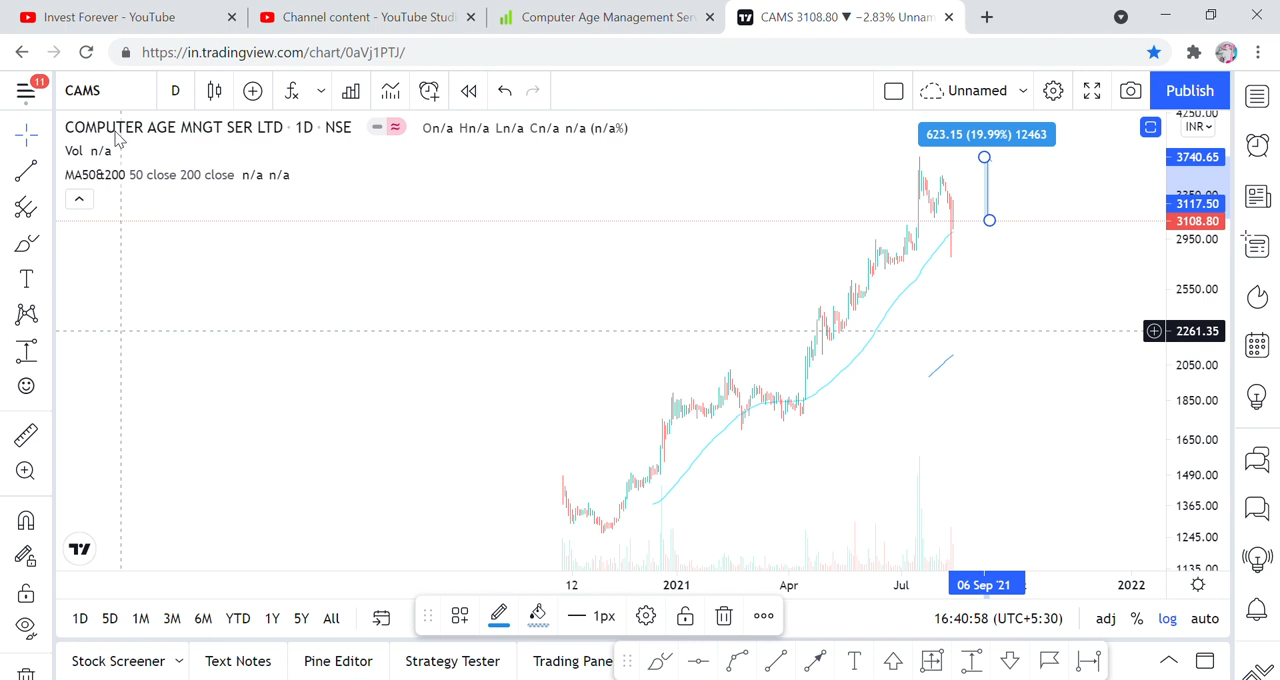 Invest Forever - YouTube
Channel content - YouTube Studi
Computer Age Management Serv
CAMS 3108.80 ▼ −2.83% Unnam
https://in.tradingview.com/chart/0aVj1PTJ/
11
CAMS
D
Unnamed
Publish
COMPUTER AGE MNGT SER LTD · 1D · NSE
On/a Hn/a Ln/a Cn/a n/a (n/a%)
Vol n/a
MA50&200 50 close 200 close n/a n/a
623.15 (19.99%) 12463
4250.00
INR
3740.65
3350.00
3117.50
3108.80
2950.00
2550.00
2261.35
2050.00
1850.00
1650.00
1490.00
1365.00
1245.00
1135.00
12
2021
Apr
Jul
06 Sep '21
2022
1D 5D 1M 3M 6M YTD 1Y 5Y All
1px
16:40:58 (UTC+5:30)
adj % log auto
Stock Screener
Text Notes
Pine Editor
Strategy Tester
Trading Pane